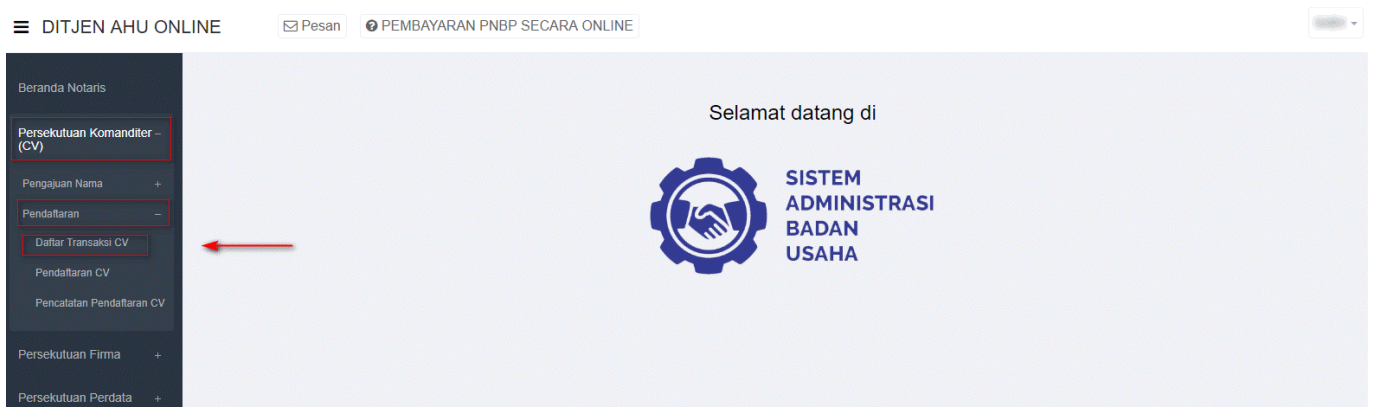 DITJEN AHU ONLINE
Pesan
PEMBAYARAN PNBP SECARA ONLINE
Beranda Notaris
Persekutuan Komanditer
(CV)
Pengajuan Nama
Pendaftaran
Daftar Transaksi CV
Pendaftaran CV
Pencatatan Pendaftaran CV
Persekutuan Firma
Persekutuan Perdata
Selamat datang di
SISTEM
ADMINISTRASI
BADAN
USAHA